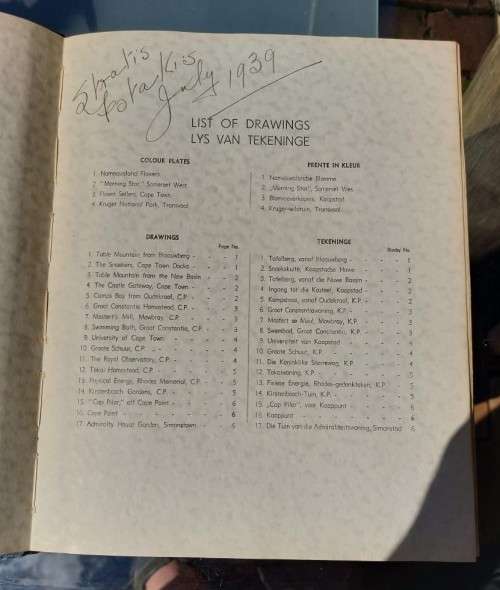 Stratis
July 1939
LIST OF DRAWINGS
LYS VAN TEKENINGE
COLOUR PLATES
1. Namaqualand Flowers
2. "Morning Star," Somerset West
3. Flower Sellers, Cape Town
4. Kruger National Park, Transvaal
PRENTE IN KLEUR
1. Namakwalandse Blomme
2. „Morning Star", Somerset Wes
3. Blomverkopers, Kaapstad
4. Kruger-wildtuin, Transvaal
DRAWINGS
Page No.
1. Table Mountain from Blaauwberg - - - 1
2. The Sneakers, Cape Town Docks - - - 1
3. Table Mountain from the New Basin - - 2
4. The Castle Gateway, Cape Town - - - 2
5. Camps Bay from Oudekraal, C.P. - - - 2
6. Groot Constantia Homestead, C.P. - - - 3
7. Mostert's Mill, Mowbray, C.P. - - - 3
8. Swimming Bath, Groot Constantia, C.P. - - 3
9. University of Cape Town - - - - 4
10. Groote Schuur, C.P. - - - - 4
11. The Royal Observatory, C.P. - - - - 4
12. Tokai Homestead, C.P. - - - - 5
13. Physical Energy, Rhodes Memorial, C.P. - - 5
14. Kirstenbosch Gardens, C.P. - - - - 5
15. "Cap Pillar," off Cape Point - - - - 6
16. Cape Point - - - - 6
17. Admiralty House Garden, Simonstown - - 6
TEKENINGE
Bladsy No.
1. Tafelberg, vanaf Blaauwberg - - - 1
2. Snoekskuite, Kaapstadse Hawe - - - 1
3. Tafelberg, vanaf die Nuwe Basin - - 2
4. Ingang tot die Kasteel, Kaapstad - - 2
5. Kampsbaai, vanaf Oudekraal, K.P. - - 2
6. Groot Constantiawoning, K.P. - - - 3
7. Mostert se Meul, Mowbray, K.P. - - 3
8. Swembad, Groot Constantia, K.P. - - 3
9. Universiteit van Kaapstad - - - 4
10. Groote Schuur, K.P. - - - 4
11. Die Koninklike Sterrewag, K.P. - - - 4
12. Tokaiwoning, K.P. - - - 5
13. Fisieke Energie, Rhodes-gedenkteken, K.P. - 5
14. Kirstenbosch-Tuin, K.P. - - - 5
15. „Cap Pillar", voor Kaappunt - - - 6
16. Kaappunt - - - 6
17. Die Tuin van die Admiraliteitswoning, Simonstad - 6